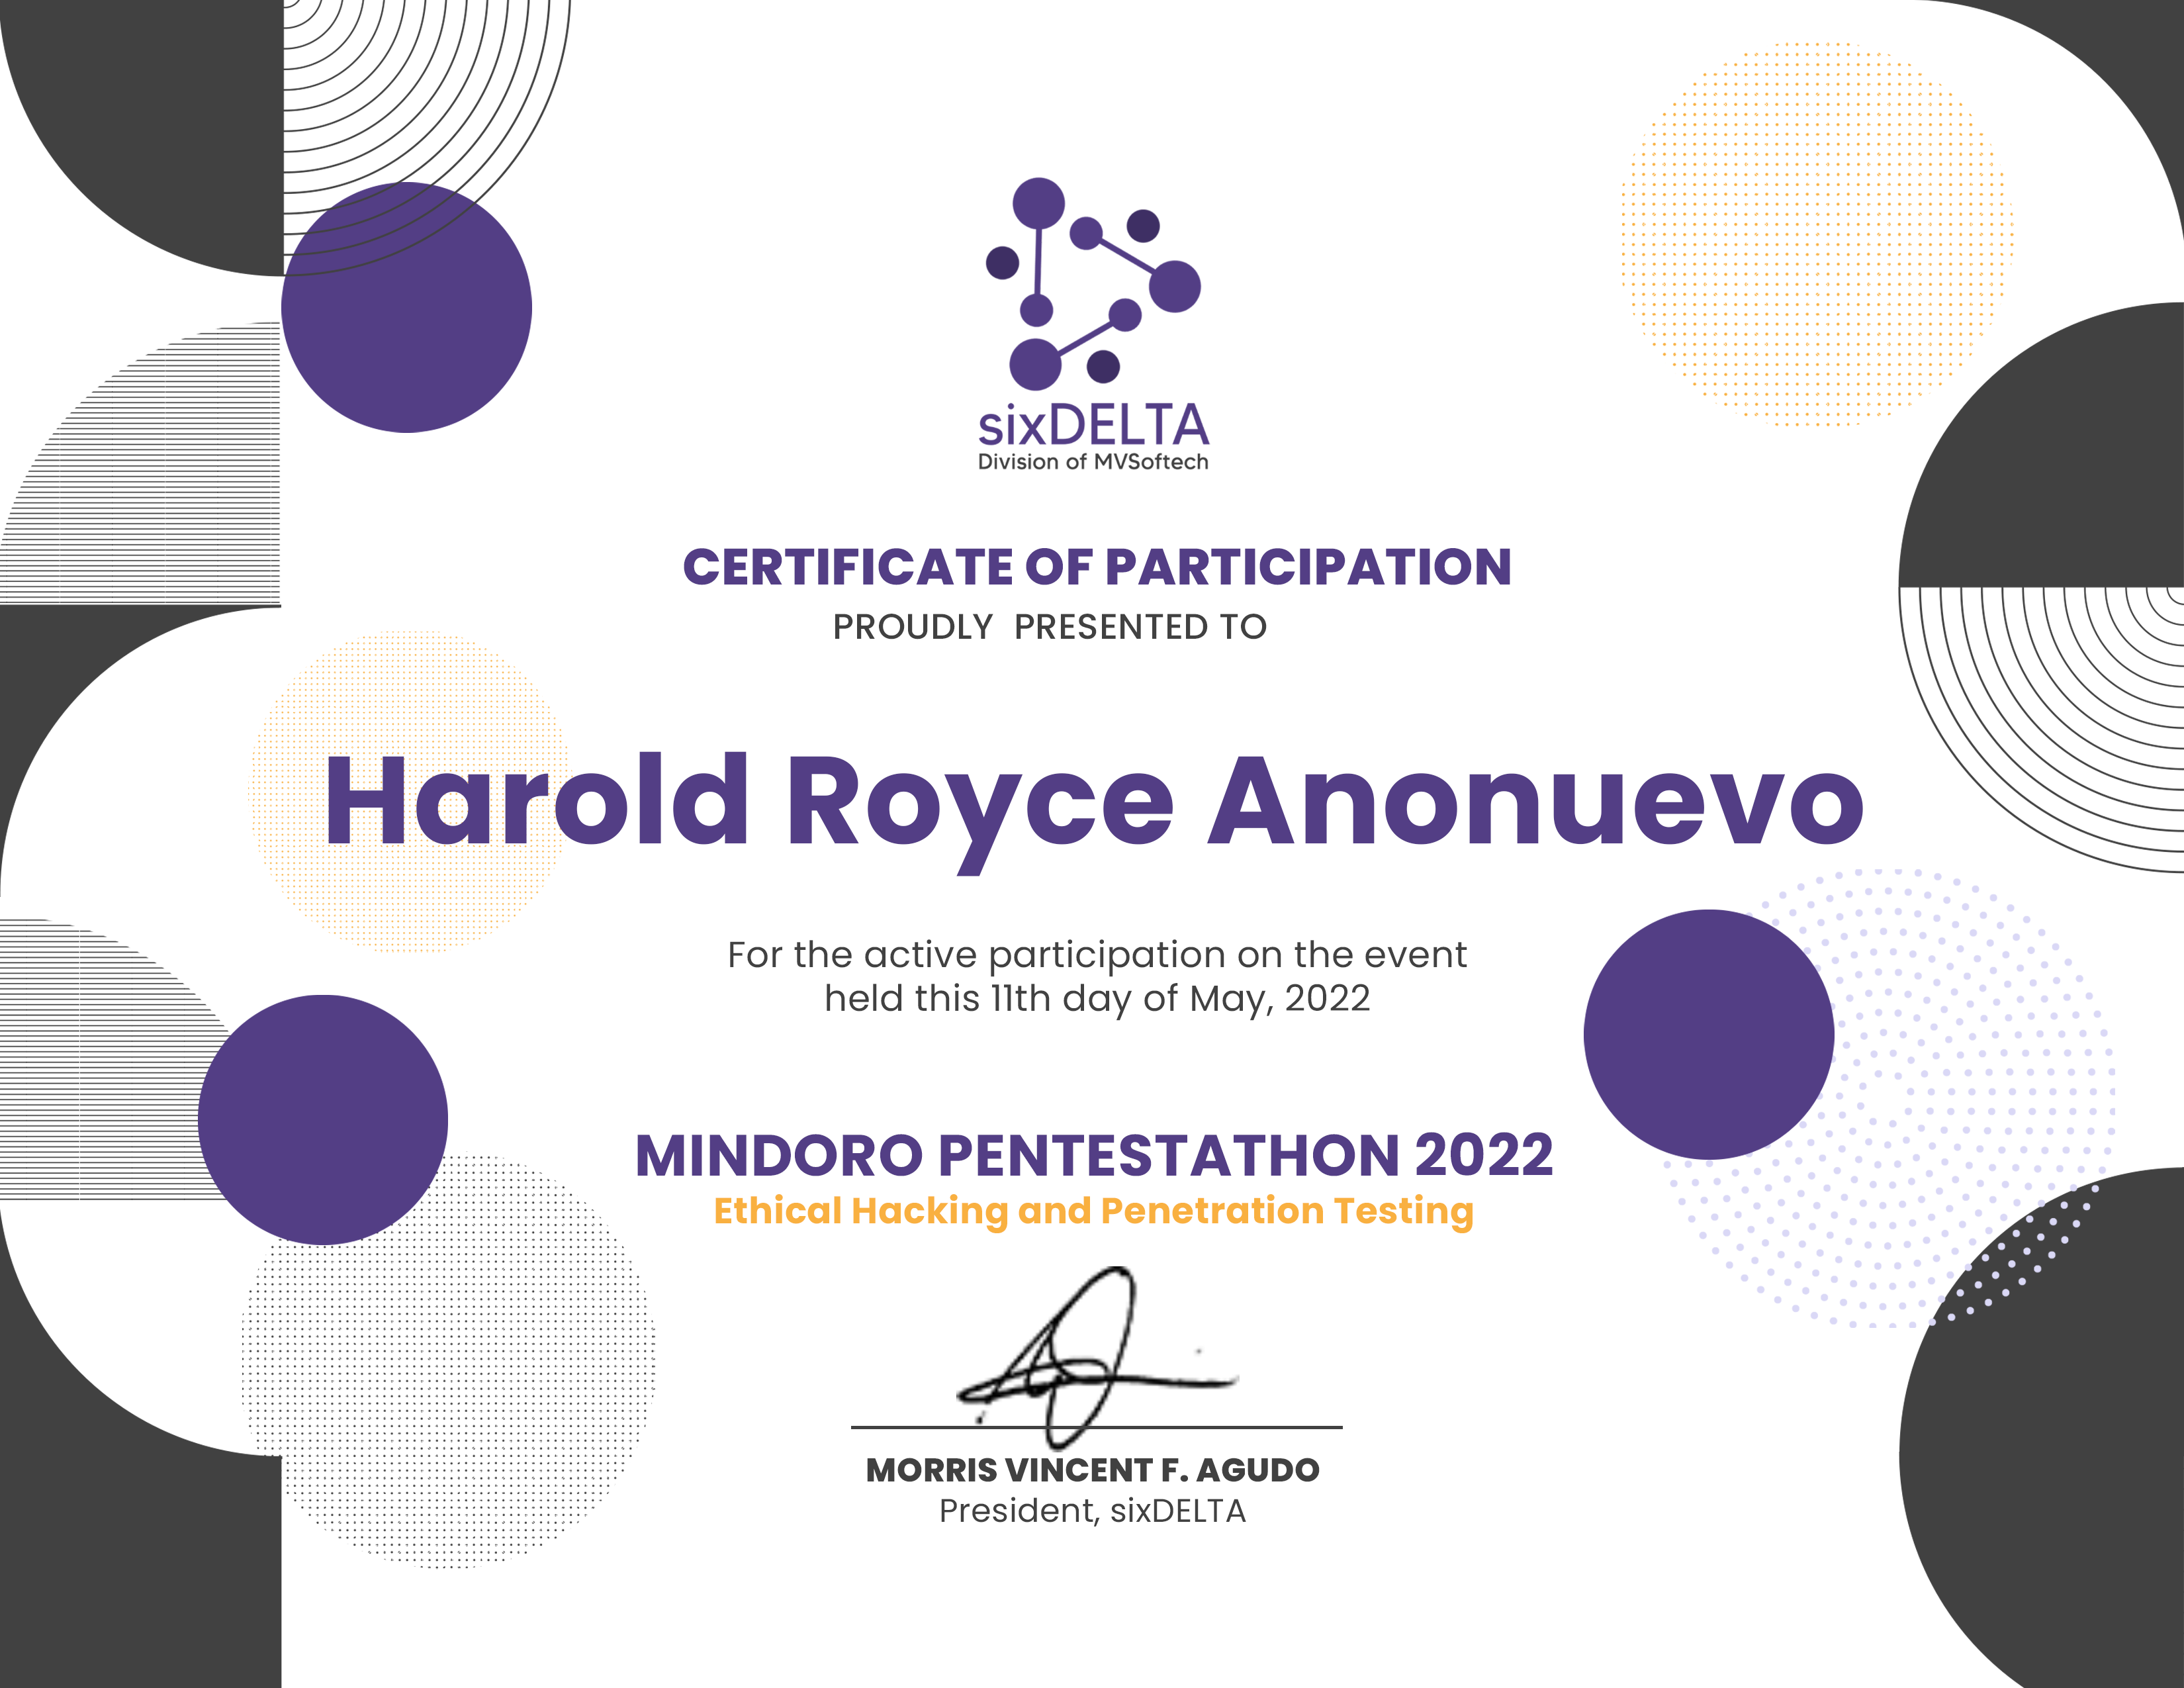 sixDELTA
Division of MVSoftech
CERTIFICATE OF PARTICIPATION
PROUDLY PRESENTED TO
Harold Royce Anonuevo
For the active participation on the event
held this 11th day of May, 2022
MINDORO PENTESTATHON 2022
Ethical Hacking and Penetration Testing
MORRIS VINCENT F. AGUDO
President, sixDELTA